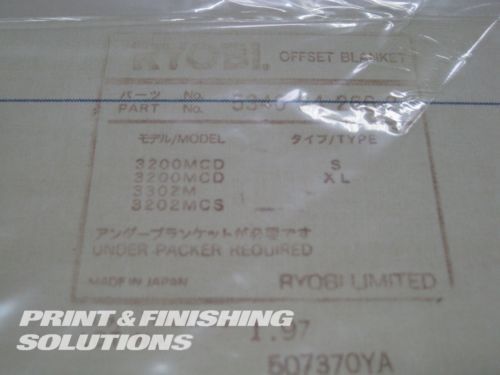 RYOBI. OFFSET BLANKET
パーツ No.
PART No. 5340
モデル/MODEL タイプ/TYPE
3200MCD S
3200MCD XL
3302M
3202MCS
アンダーブランケットが必要です
UNDER PACKER REQUIRED
MADE IN JAPAN RYOBI LIMITED
PRINT & FINISHING
SOLUTIONS
1.97
507370YA